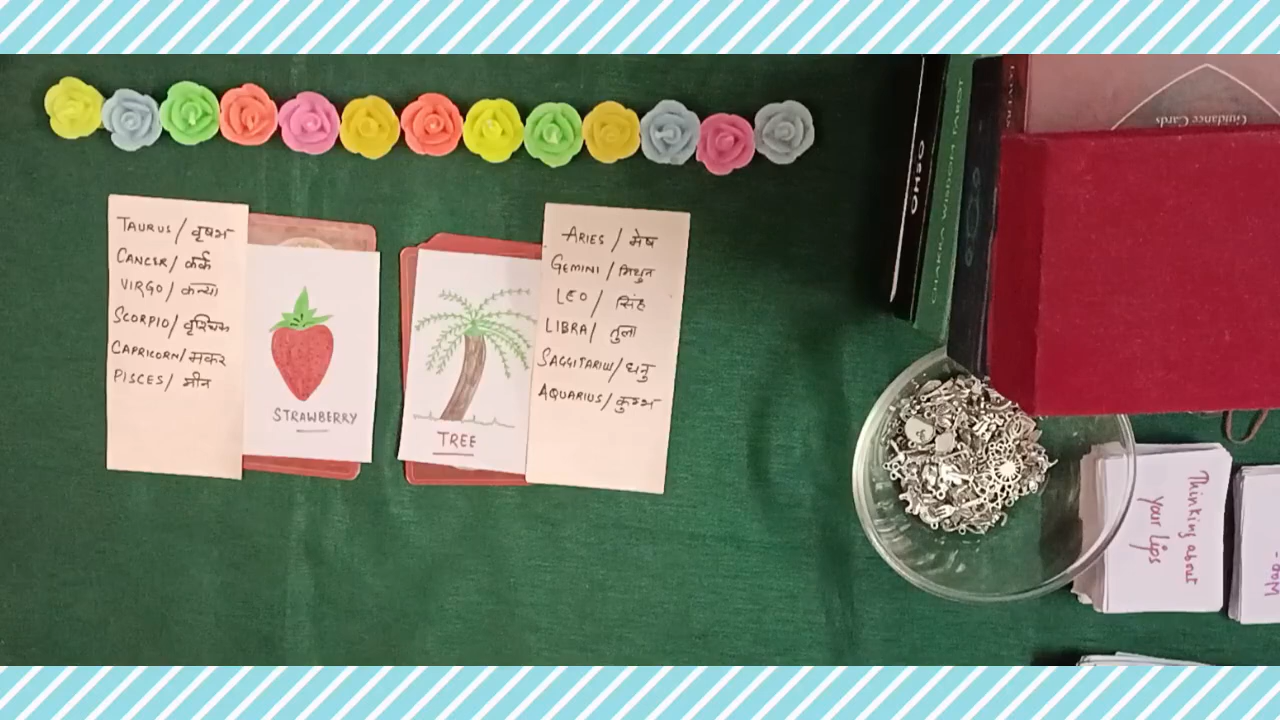 TAURUS / वृषभ
CANCER / कर्क
VIRGO / कन्या
SCORPIO / वृश्चिक
CAPRICORN / मकर
PISCES / मीन
STRAWBERRY
TREE
ARIES / मेष
GEMINI / मिथुन
LEO / सिंह
LIBRA / तुला
SAGGITARIUS / धनु
AQUARIUS / कुम्भ
OSHO
CHAKRA WISDOM TAROT
Guidance Cards
Thinking about
your lips